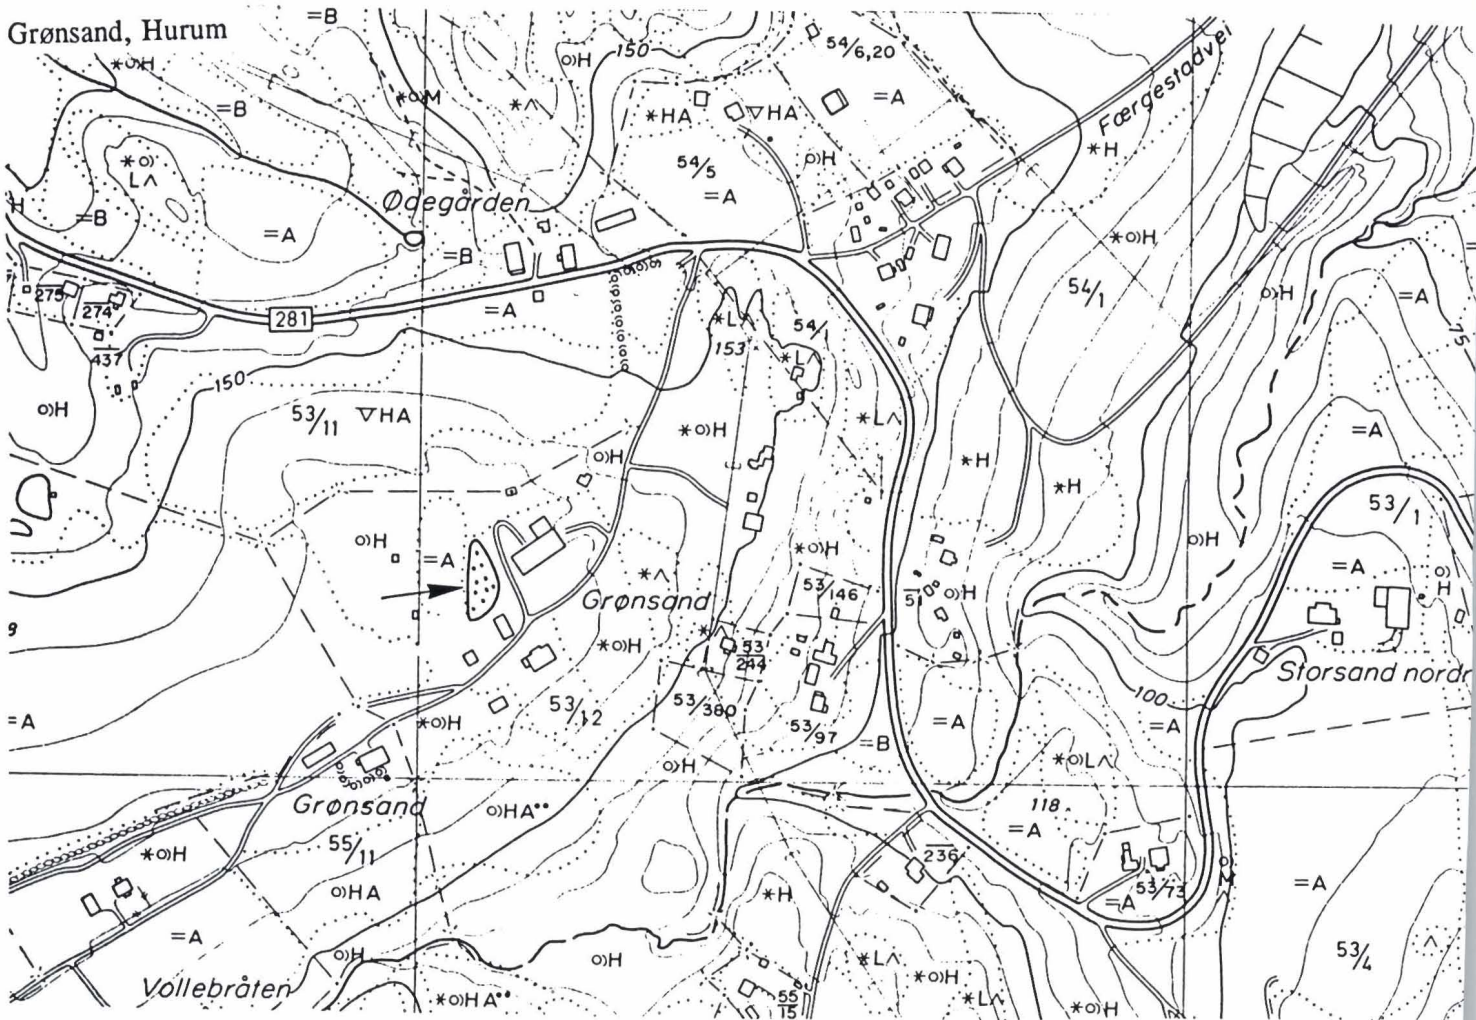 Grønsand, Hurum
=B
*o)H
o)H
150
54/6,20
=A
Færgestadvei
=B
*o)M
*Λ
*HA
▽HA
*H
*o)
LΛ
54/5
o)H
H
=B
=A
Ødegården
=A
=B
*o)H
54/1
275
274
437
281
=A
*L
153
54/1
*LΛ
o)H
=A
75
150
o)H
53/11
▽HA
*o)H
*LΛ
o)H
*H
*H
=A
53/1
o)H
=A
*Λ
*o)H
53/146
51
o)H
o)H
=A
o)H
Grønsand
*o)H
*Λ
53/244
Storsand nordr
=A
*o)H
53/12
53/380
53/97
=B
=A
100
=A
o)H
*o)LΛ
Grønsand
o)HA••
118
=A
*o)H
55/11
236
o)M
o)HA
*H
=A
53/73
=A
=A
o)H
o)H
*LΛ
*o)H
53/4
Λ
Vollebråten
*o)HA••
55/15
*LΛ
*o)H